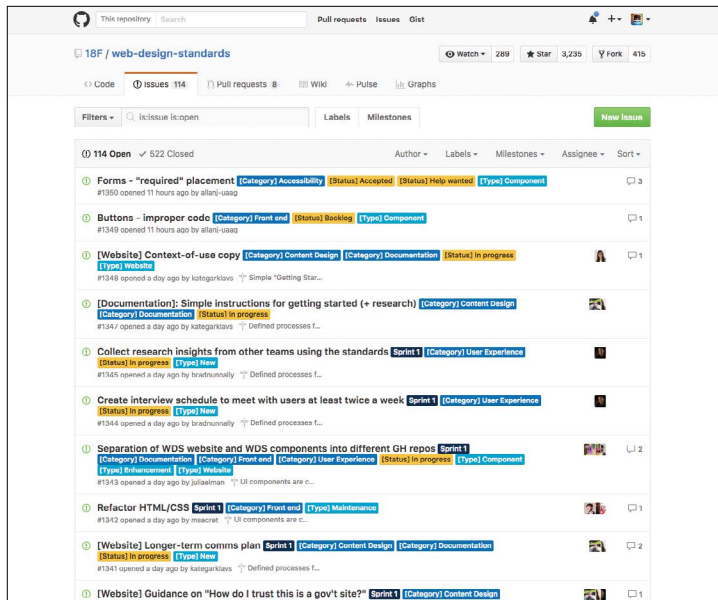 This repository Search Pull requests Issues Gist
18F / web-design-standards Watch 289 Star 3,235 Fork 415
Code Issues 114 Pull requests 8 Wiki Pulse Graphs
Filters is:issue is:open Labels Milestones New issue
114 Open 522 Closed Author Labels Milestones Assignee Sort
Forms - "required" placement [Category] Accessibility [Status] Accepted [Status] Help wanted [Type] Component 3
#1350 opened 11 hours ago by allanj-uaag
Buttons - improper code [Category] Front end [Status] Backlog [Type] Component 1
#1349 opened 11 hours ago by allanj-uaag
[Website] Context-of-use copy [Category] Content Design [Category] Documentation [Status] In progress 1
[Type] Website
#1348 opened a day ago by kategarklavs Simple "Getting Star...
[Documentation]: Simple instructions for getting started (+ research) [Category] Content Design
[Category] Documentation [Status] In progress
#1347 opened a day ago by kategarklavs Defined processes f...
Collect research insights from other teams using the standards Sprint 1 [Category] User Experience
[Status] In progress [Type] New
#1345 opened a day ago by bradnunnally Defined processes f...
Create interview schedule to meet with users at least twice a week Sprint 1 [Category] User Experience
[Status] In progress [Type] New
#1344 opened a day ago by bradnunnally Defined processes f...
Separation of WDS website and WDS components into different GH repos Sprint 1 2
[Category] Documentation [Category] Front end [Category] User Experience [Status] In progress [Type] Component
[Type] Enhancement [Type] Website
#1343 opened a day ago by juliaelman UI components are c...
Refactor HTML/CSS Sprint 1 [Category] Front end [Type] Maintenance 1
#1342 opened a day ago by maecrat UI components are c...
[Website] Longer-term comms plan Sprint 1 [Category] Content Design [Category] Documentation 2
[Status] In progress [Type] New
#1341 opened a day ago by kategarklavs Defined processes f...
[Website] Guidance on "How do I trust this is a gov't site?" Sprint 1 [Category] Content Design 1